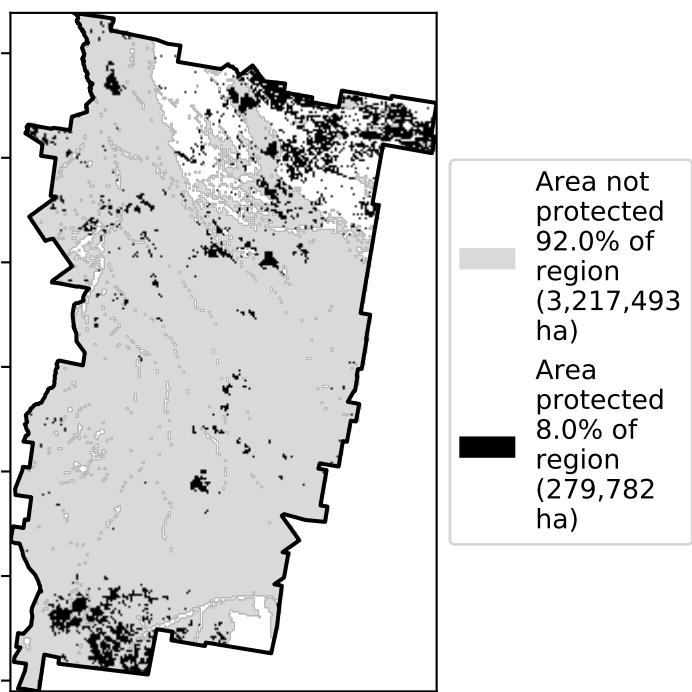 Area not
protected
92.0% of
region
(3,217,493
ha)
Area
protected
8.0% of
region
(279,782
ha)